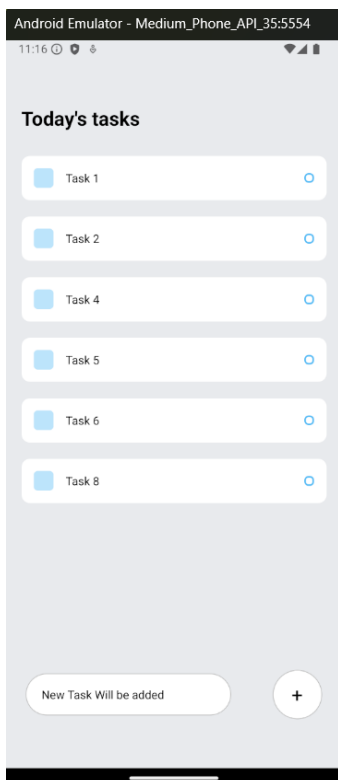 Android Emulator - Medium_Phone_API_35:5554
11:16
Today's tasks
Task 1
Task 2
Task 4
Task 5
Task 6
Task 8
New Task Will be added
+